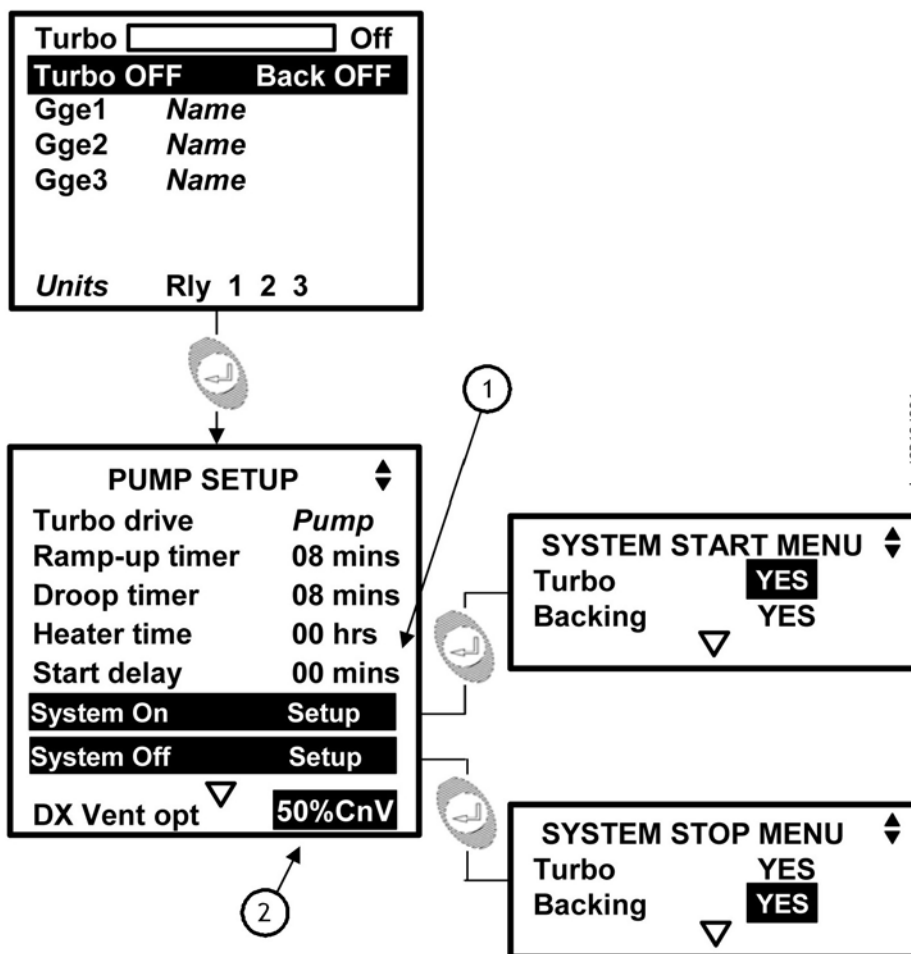 Turbo Off
Turbo OFF Back OFF
Gge1 Name
Gge2 Name
Gge3 Name
Units Rly 1 2 3
1
PUMP SETUP
Turbo drive Pump
Ramp-up timer 08 mins
Droop timer 08 mins
Heater time 00 hrs
Start delay 00 mins
System On Setup
System Off Setup
DX Vent opt 50%CnV
2
SYSTEM START MENU
Turbo YES
Backing YES
SYSTEM STOP MENU
Turbo YES
Backing YES